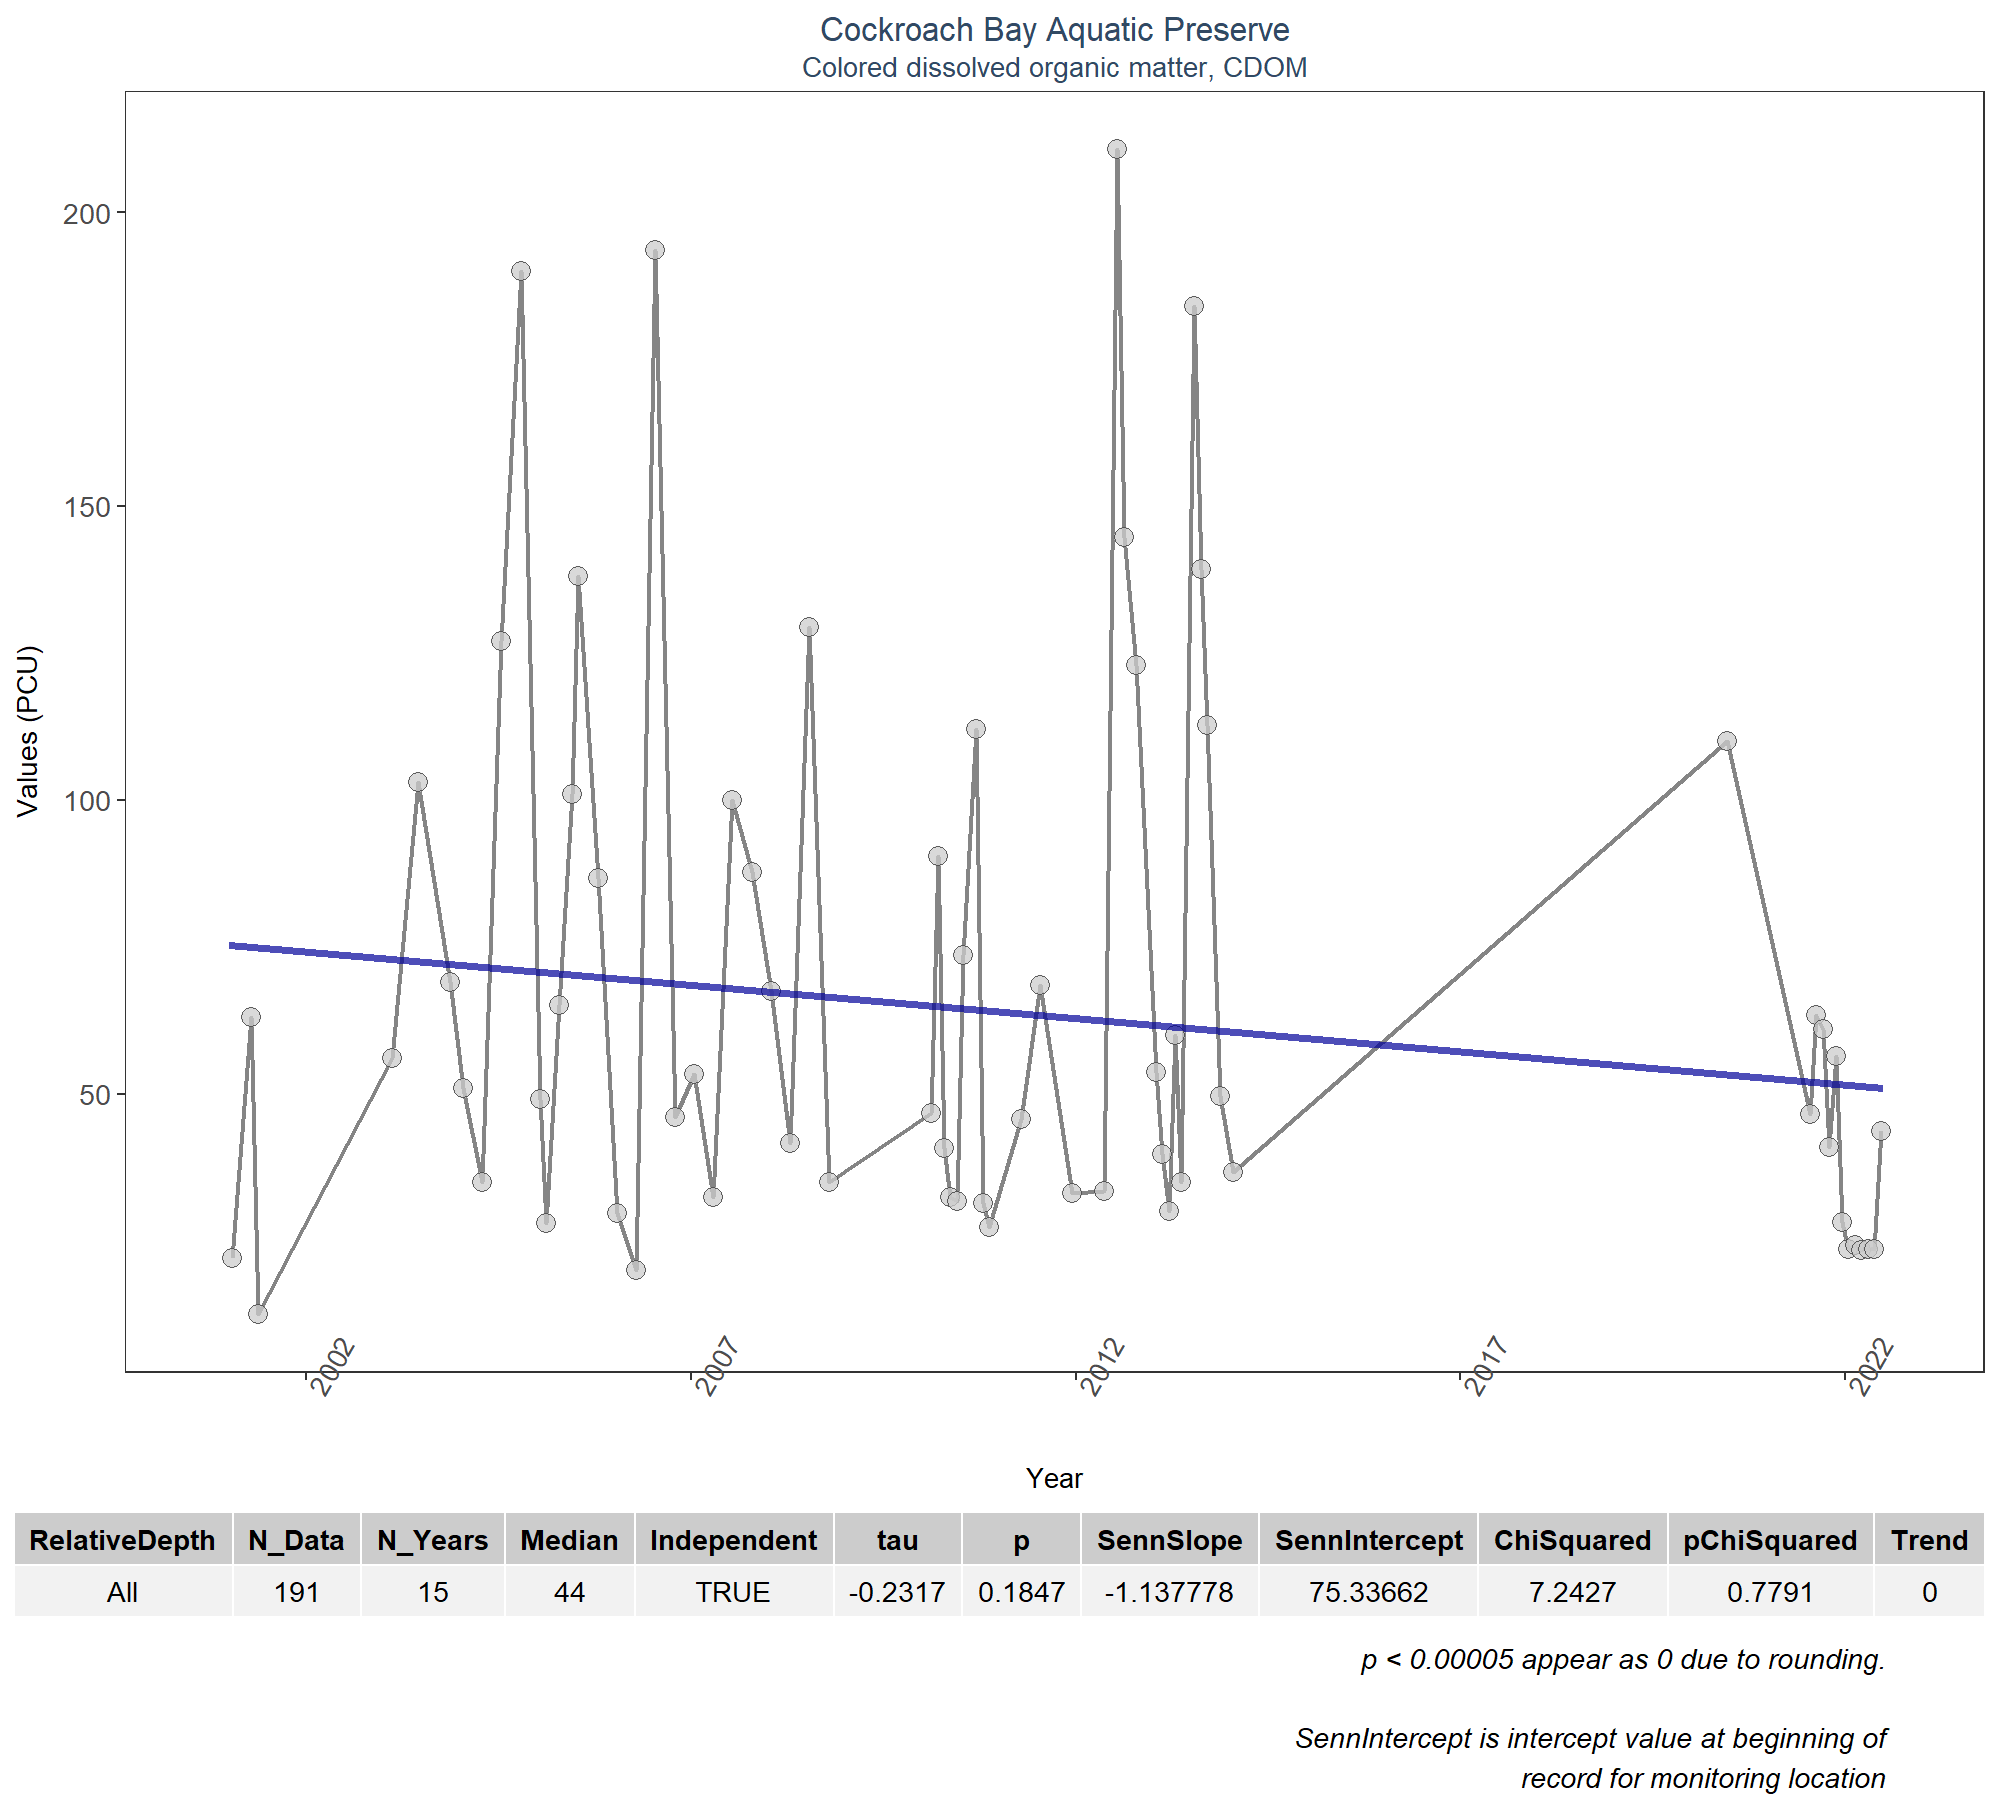 Cockroach Bay Aquatic Preserve
Colored dissolved organic matter, CDOM
200
150
100
50
Values (PCU)
2002
2007
2012
2017
2022
Year
RelativeDepth N_Data N_Years Median Independent tau p SennSlope SennIntercept ChiSquared pChiSquared Trend
All 191 15 44 TRUE -0.2317 0.1847 -1.137778 75.33662 7.2427 0.7791 0
p < 0.00005 appear as 0 due to rounding.
SennIntercept is intercept value at beginning of
record for monitoring location